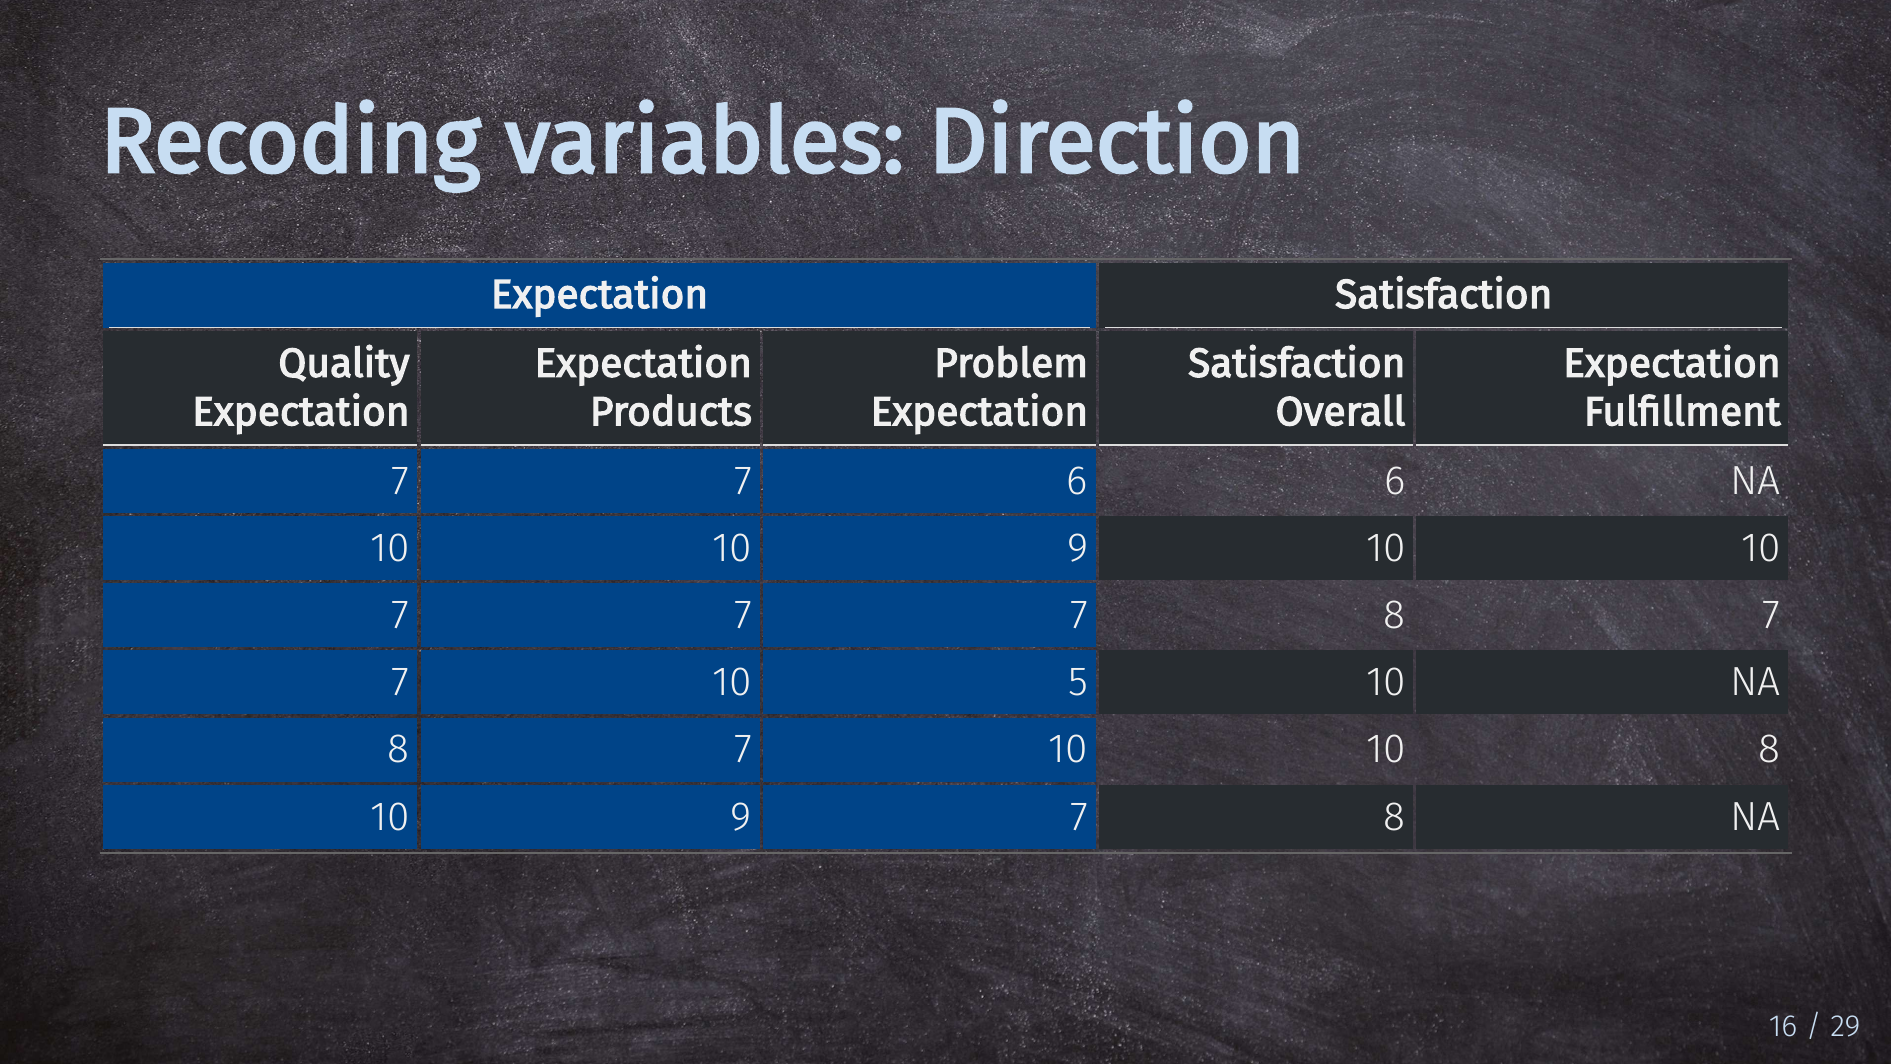 Recoding variables: Direction
Expectation Satisfaction
Quality Expectation Expectation Products Problem Expectation Satisfaction Overall Expectation Fulfillment
7 7 6 6 NA
10 10 9 10 10
7 7 7 8 7
7 10 5 10 NA
8 7 10 10 8
10 9 7 8 NA
16 / 29